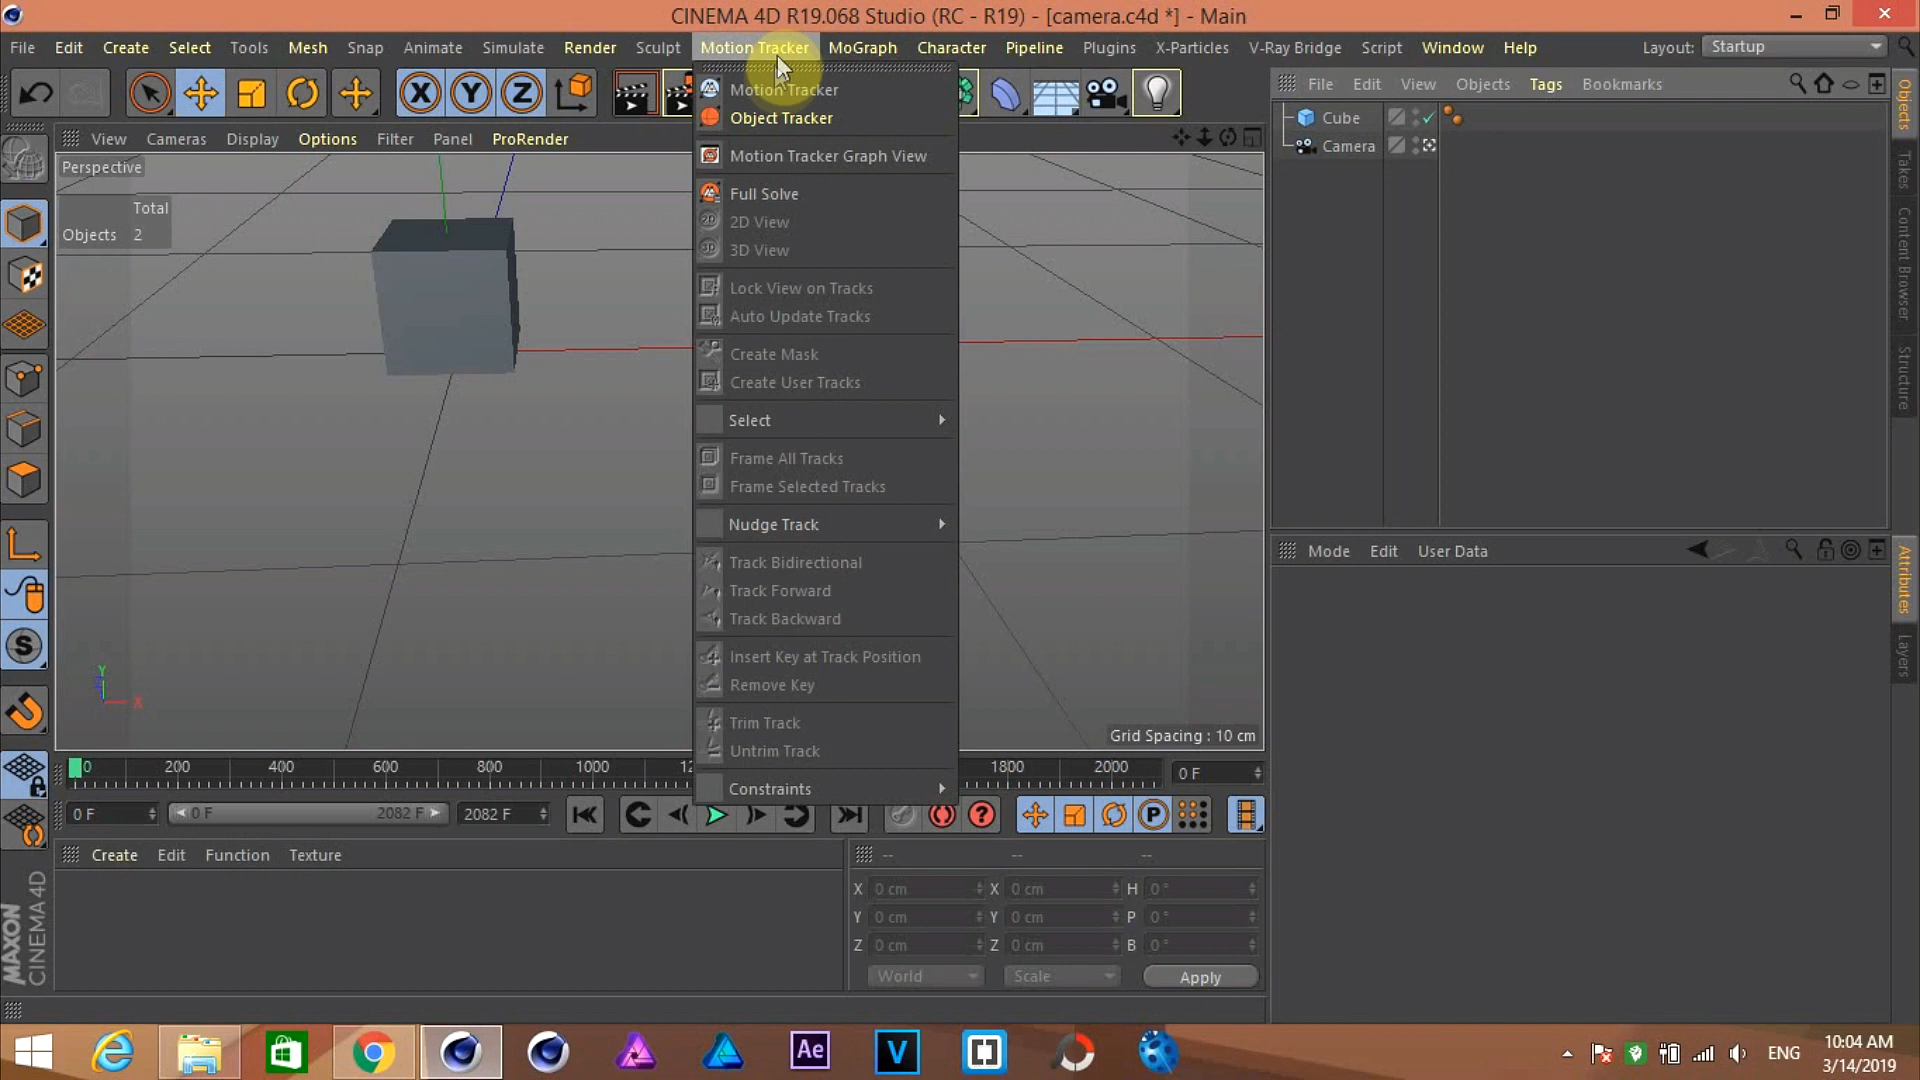 CINEMA 4D R19.068 Studio (RC - R19) - [camera.c4d *] - Main
File Edit Create Select Tools Mesh Snap Animate Simulate Render Sculpt Motion Tracker MoGraph Character Pipeline Plugins X-Particles V-Ray Bridge Script Window Help Layout: Startup
X Y Z
File Edit View Objects Tags Bookmarks
View Cameras Display Options Filter Panel ProRender
Perspective
Total
Objects 2
Motion Tracker
Object Tracker
Motion Tracker Graph View
Full Solve
2D View
3D View
Lock View on Tracks
Auto Update Tracks
Create Mask
Create User Tracks
Select
Frame All Tracks
Frame Selected Tracks
Nudge Track
Track Bidirectional
Track Forward
Track Backward
Insert Key at Track Position
Remove Key
Trim Track
Untrim Track
Constraints
Cube
Camera
Objects
Takes
Content Browser
Structure
Mode Edit User Data
Attributes
Layers
Y
X
Grid Spacing : 10 cm
0 200 400 600 800 1000 1800 2000 0 F
0 F 0 F 2082 F 2082 F
P
Create Edit Function Texture
-- -- --
X 0 cm X 0 cm H 0 °
Y 0 cm Y 0 cm P 0 °
Z 0 cm Z 0 cm B 0 °
World Scale Apply
MAXON
CINEMA 4D
Ae V
ENG
10:04 AM
3/14/2019